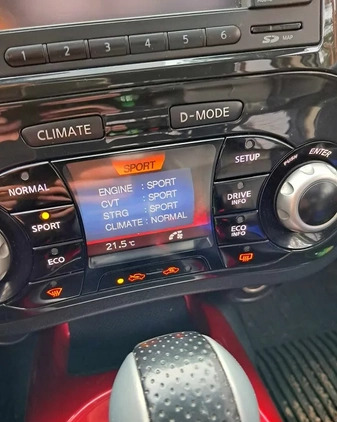 1 2 3 4 5 6
SD MAP
CLIMATE D-MODE
SPORT
ENGINE : SPORT
CVT : SPORT
STRG : SPORT
CLIMATE : NORMAL
21.5°C
NORMAL
SPORT
ECO
SETUP
DRIVE
INFO
ECO
INFO
PUSH ENTER